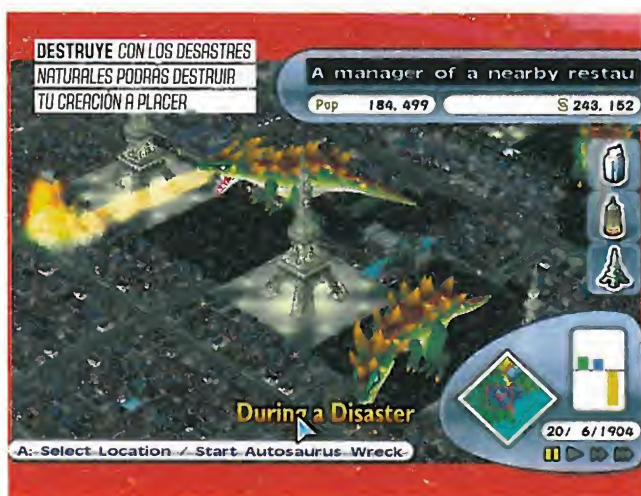 DESTRUYE CON LOS DESASTRES
NATURALES PODRAS DESTRUIR
TU CREACIÓN A PLACER
A manager of a nearby restau
Pop 184, 499 § 243, 152
During a Disaster
20/ 6/1904
A: Select Location / Start Autosaurus Wreck